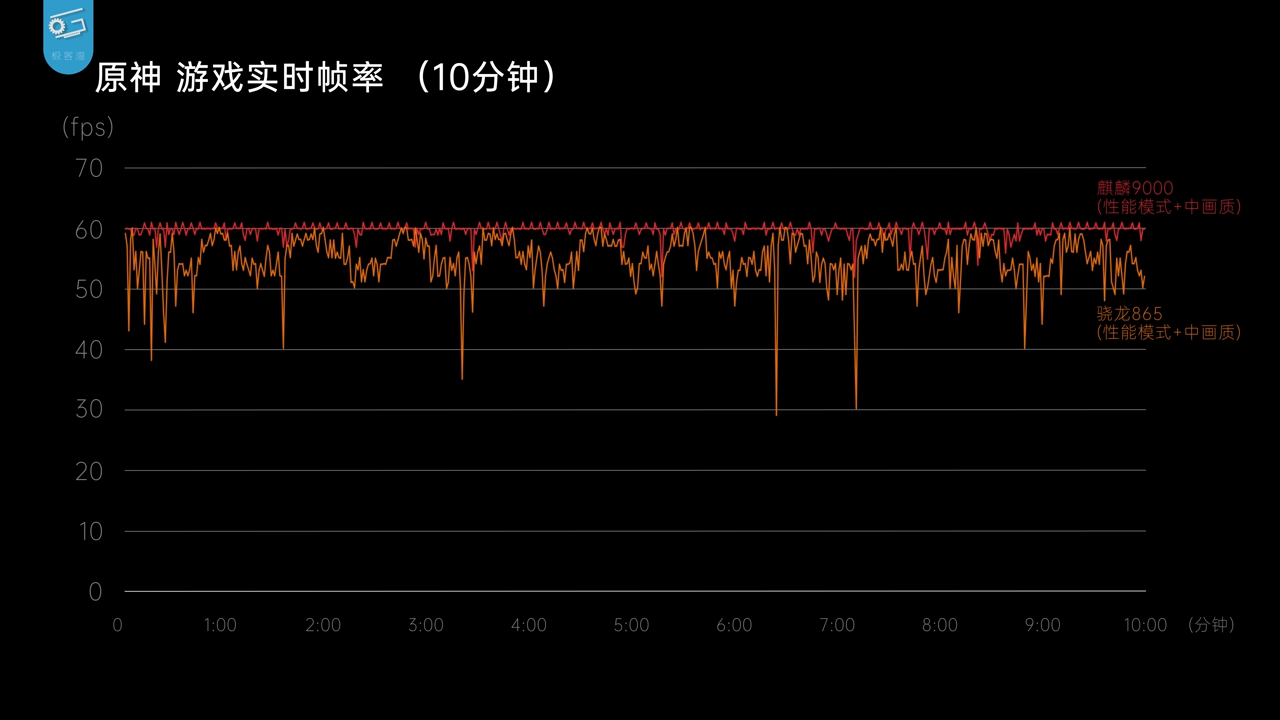 极客湾
原神 游戏实时帧率 （10分钟）
(fps)
70
麒麟9000
(性能模式+中画质)
60
50
骁龙865
(性能模式+中画质)
40
30
20
10
0
0 1:00 2:00 3:00 4:00 5:00 6:00 7:00 8:00 9:00 10:00 (分钟)